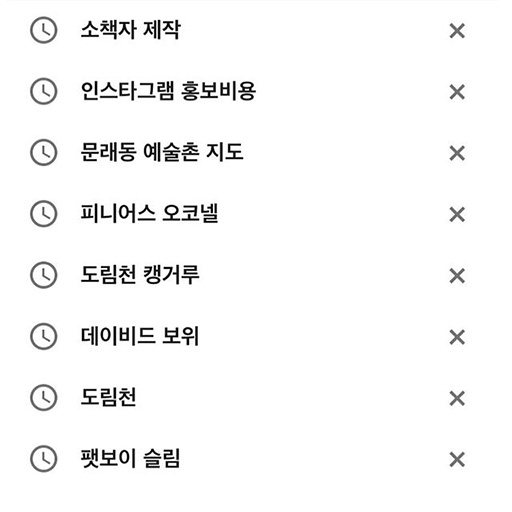 소책자 제작
인스타그램 홍보비용
문래동 예술촌 지도
피니어스 오코넬
도림천 캥거루
데이비드 보위
도림천
팻보이 슬림